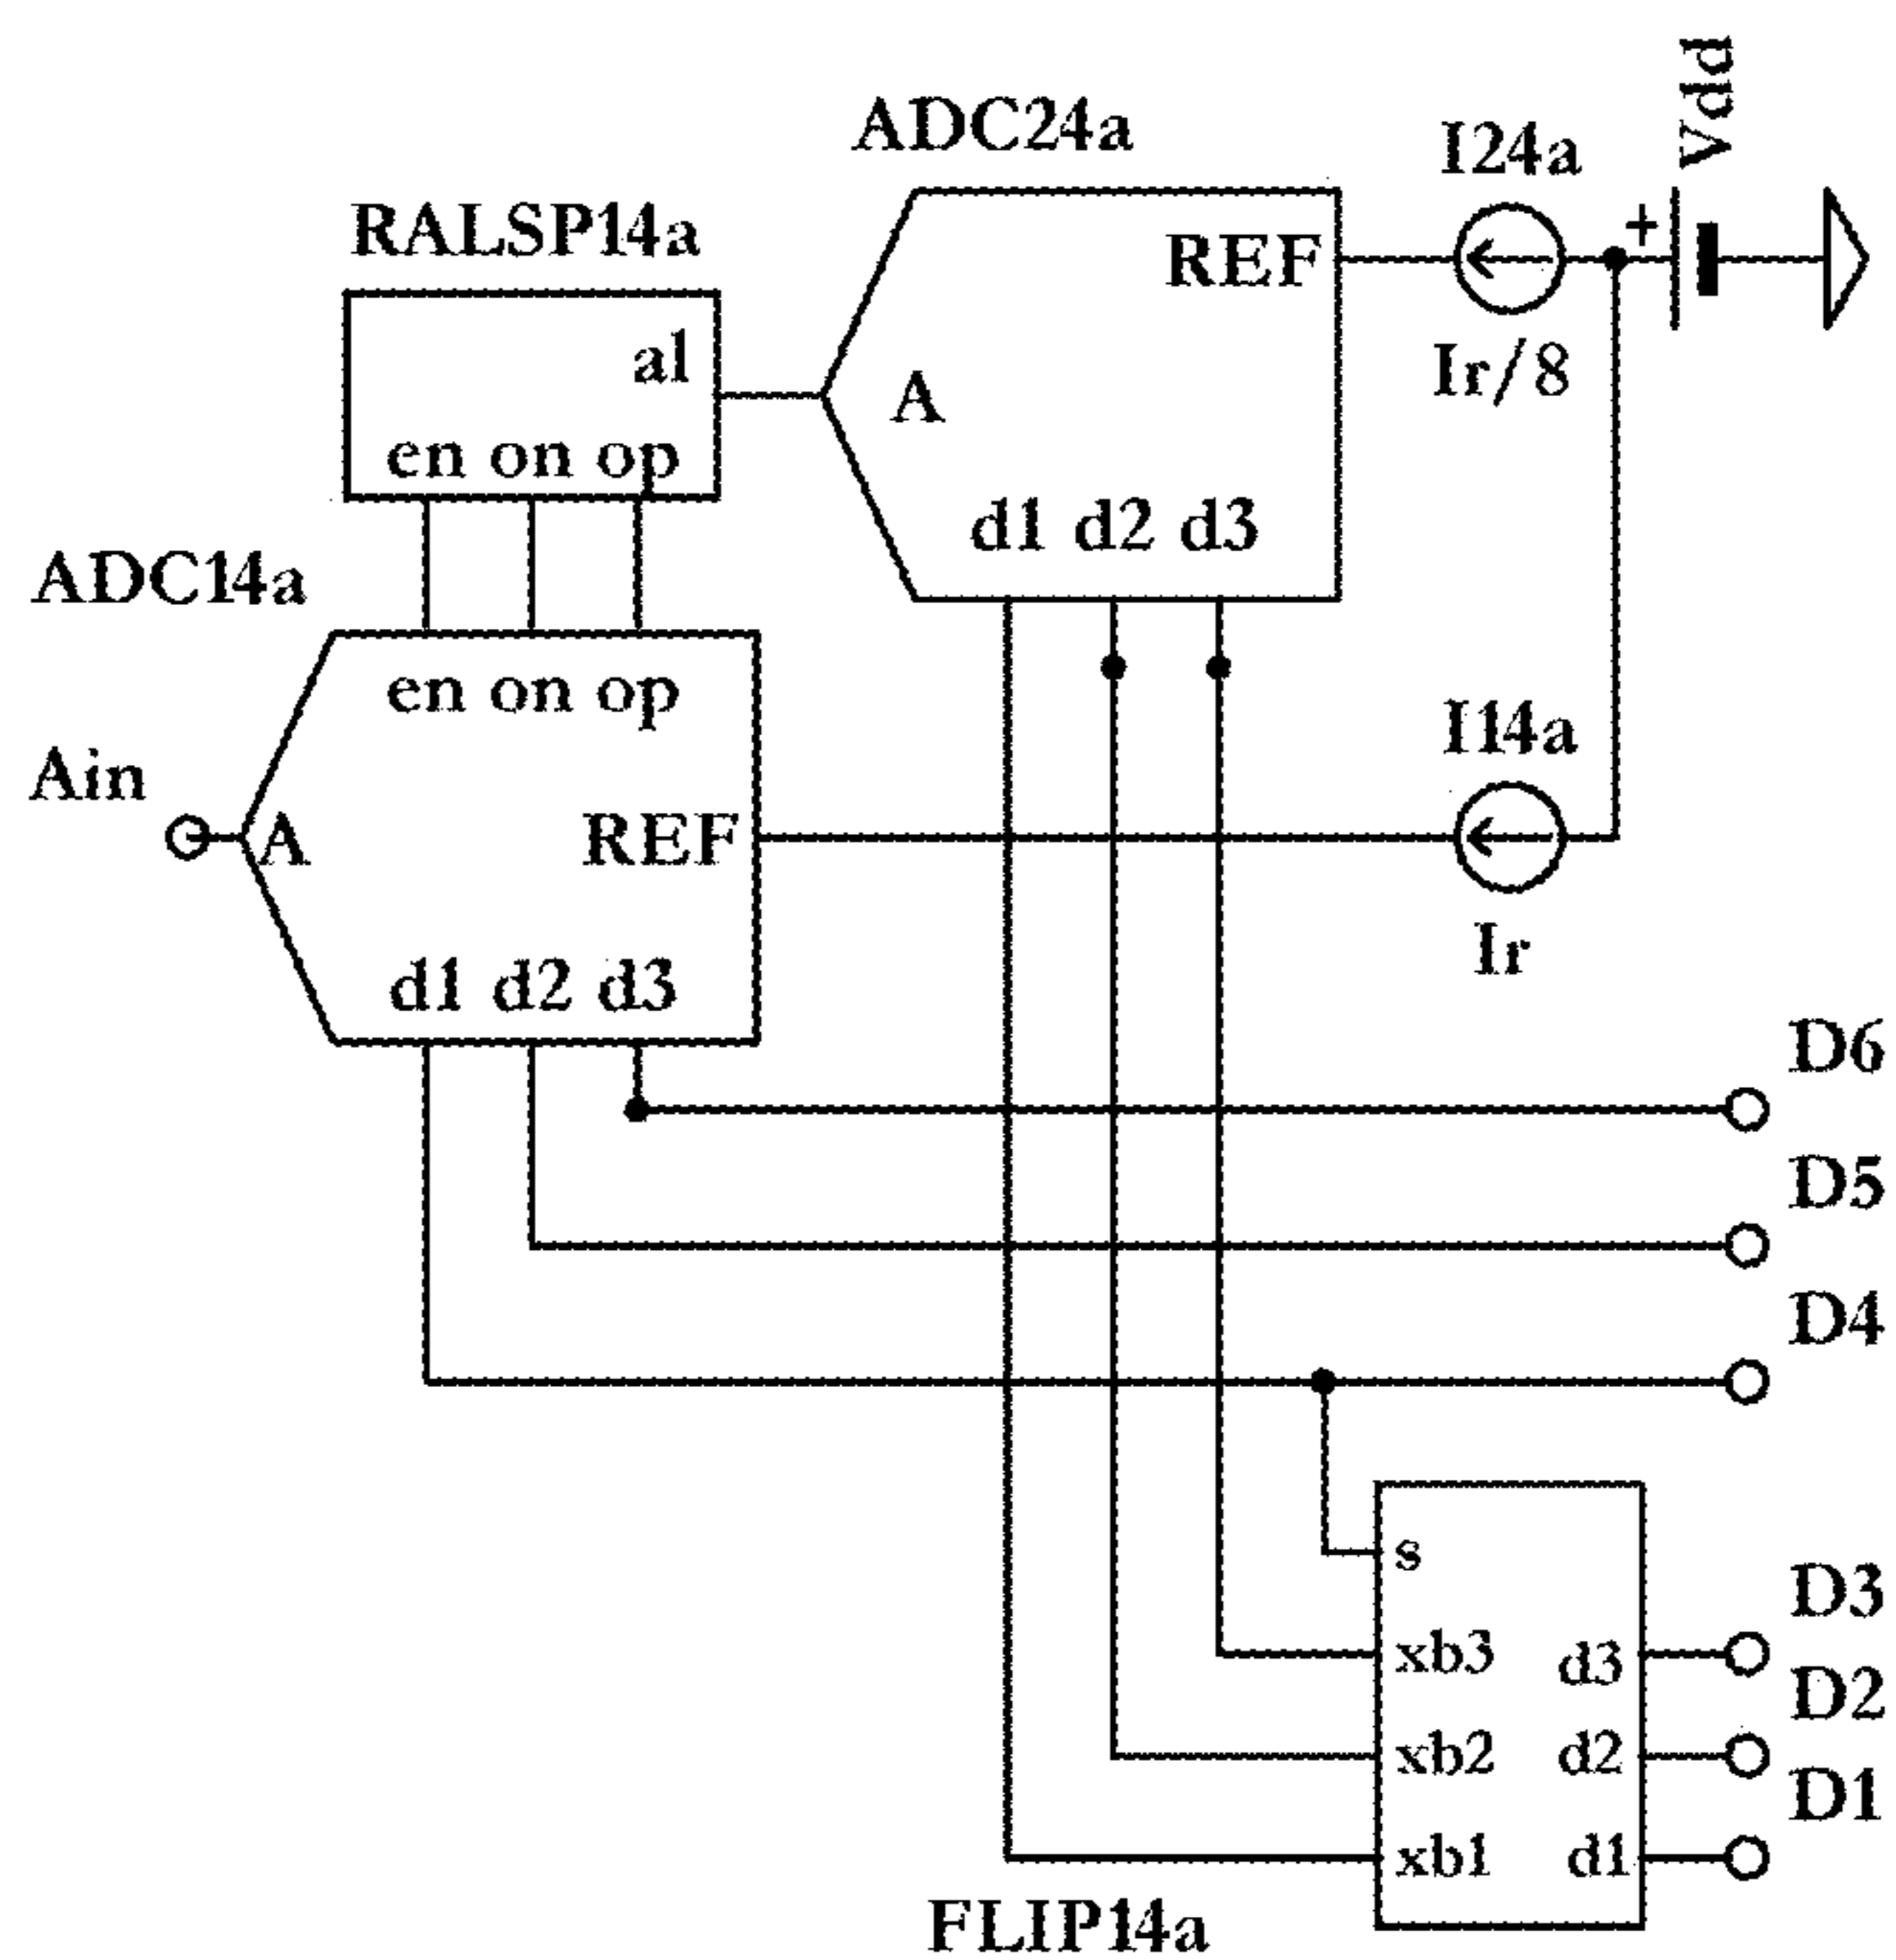 Vdd
ADC24a
I24a
RALSP14a
+
REF
al
Ir/8
A
en on op
d1 d2 d3
ADC14a
en on op
I14a
Ain
A
REF
Ir
d1 d2 d3
D6
D5
D4
s
D3
xb3 d3
D2
xb2 d2
D1
xb1 d1
FLIP14a